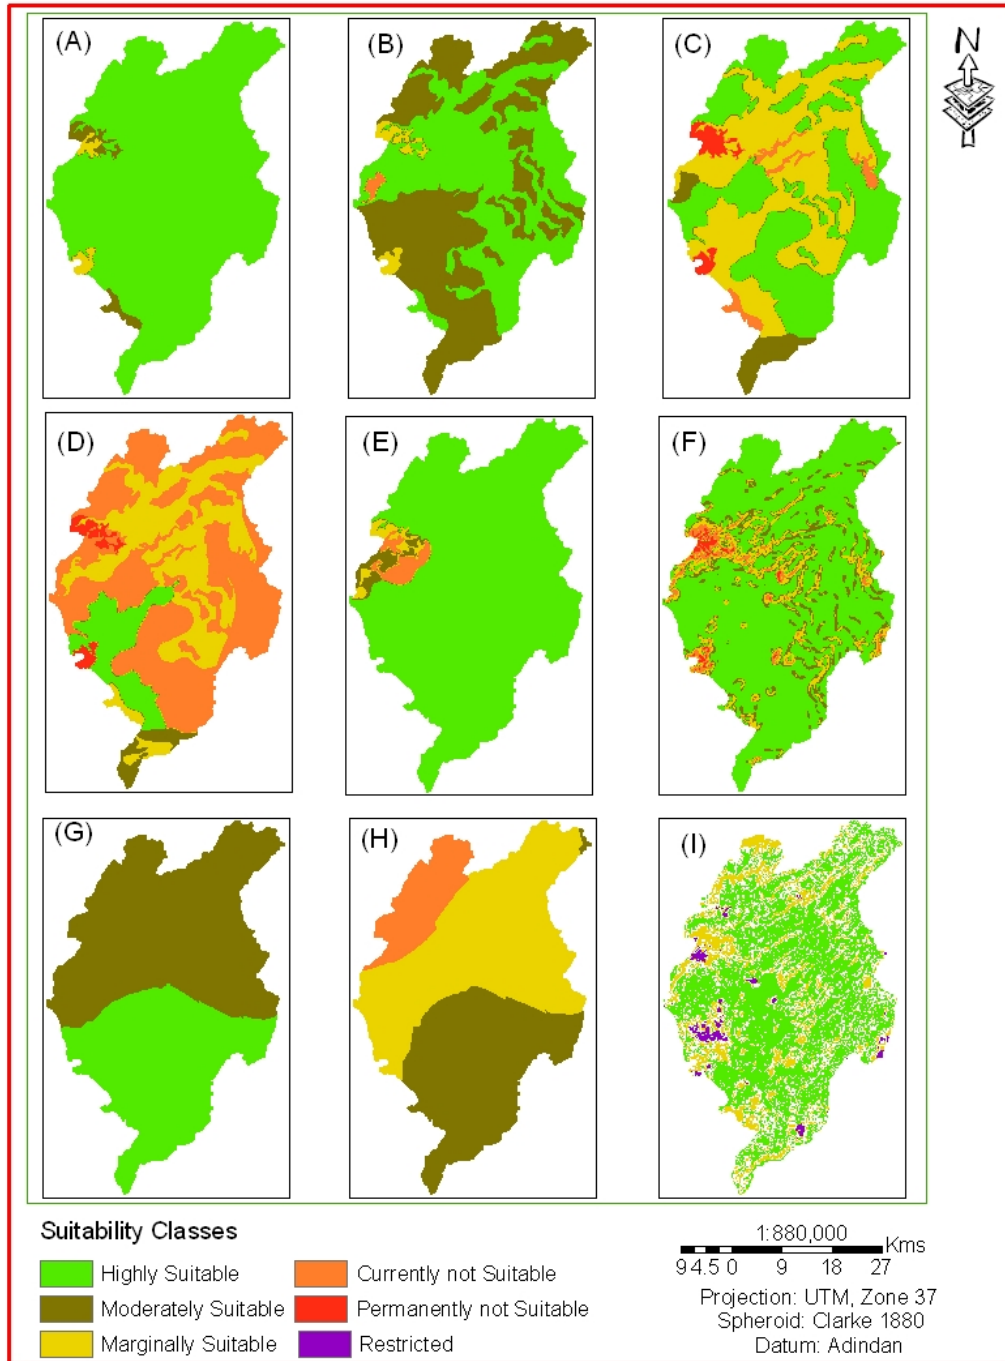 (A)
(B)
(C)
N
(D)
(E)
(F)
(G)
(H)
(I)
Suitability Classes
Highly Suitable
Currently not Suitable
Moderately Suitable
Permanently not Suitable
Marginally Suitable
Restricted
1:880,000
Kms
9 4.5 0 9 18 27
Projection: UTM, Zone 37
Spheroid: Clarke 1880
Datum: Adindan